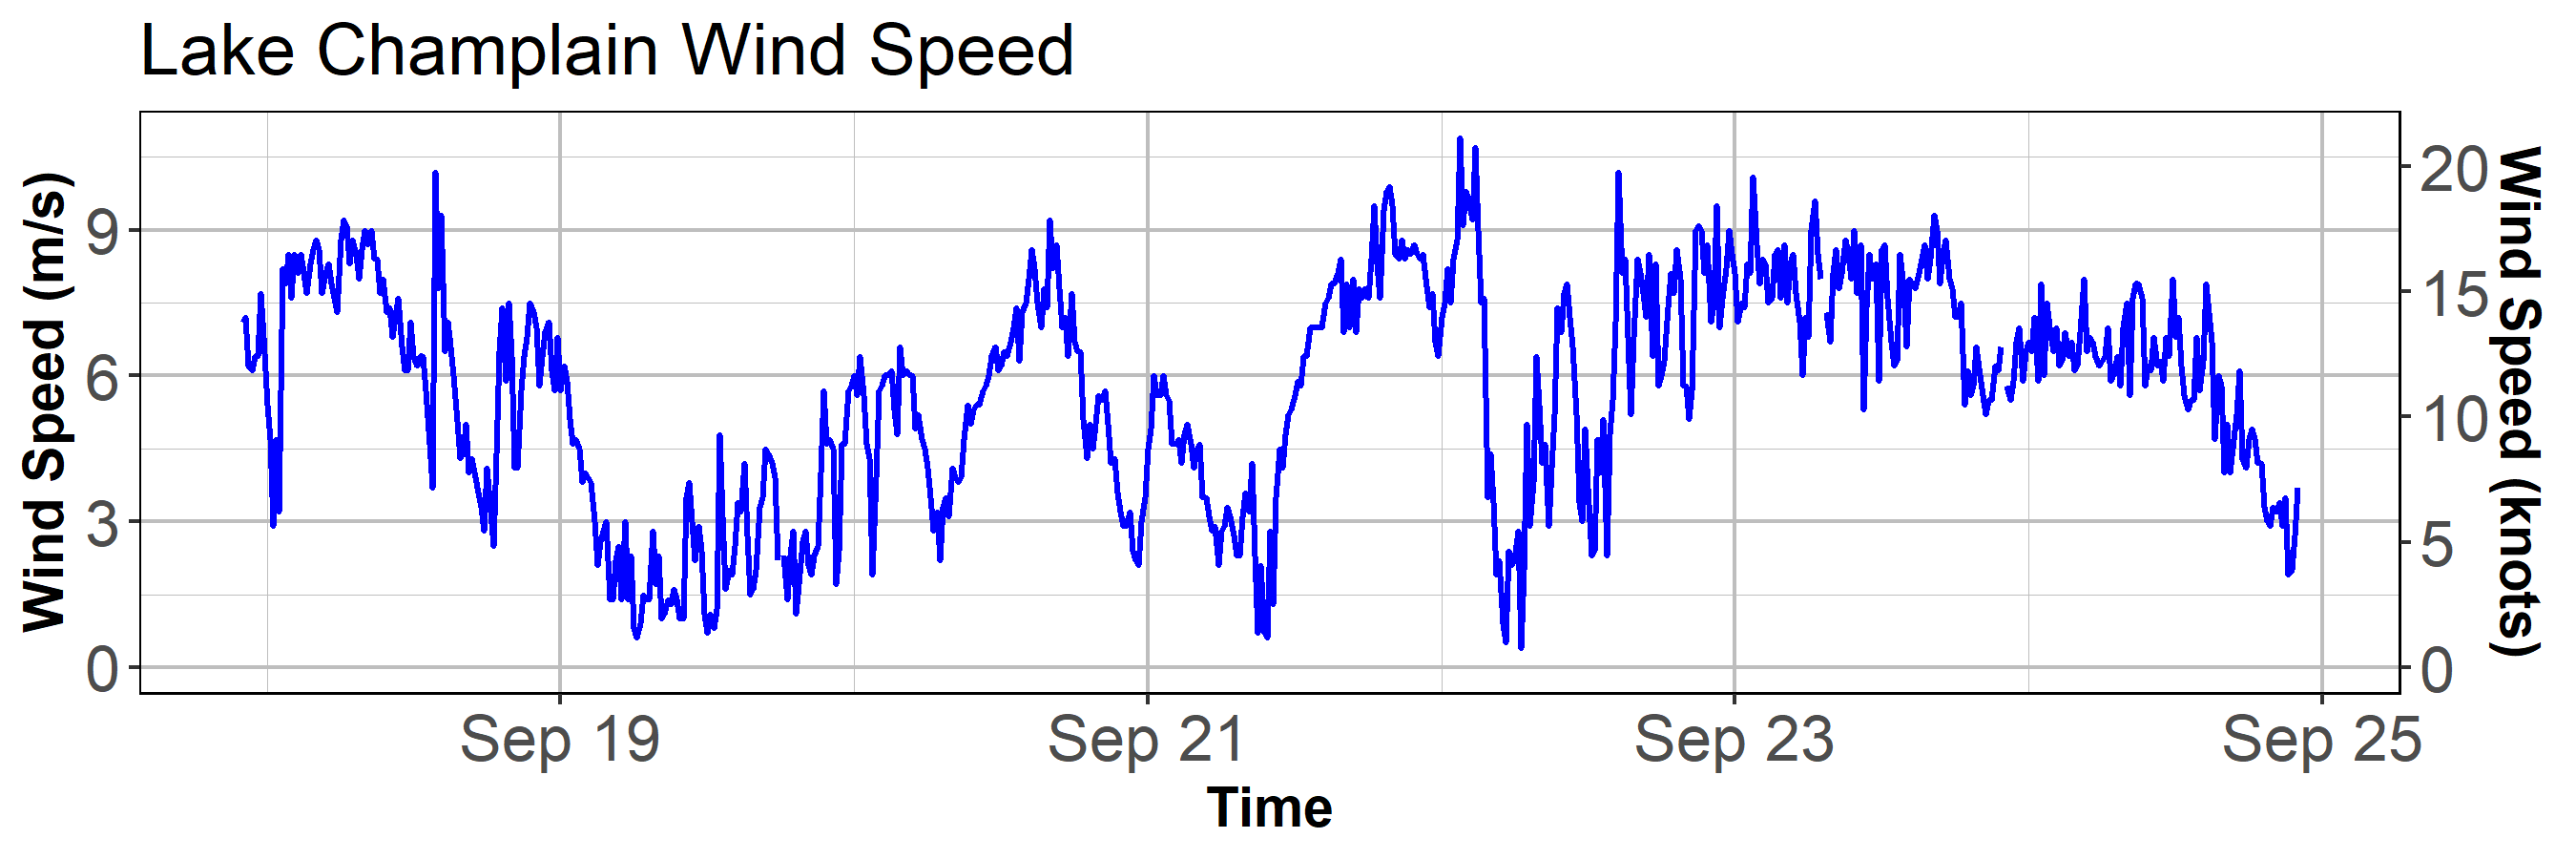 Lake Champlain Wind Speed
Wind Speed (m/s)
9
6
3
0
20
15
10
5
0
Wind Speed (knots)
Sep 19
Sep 21
Sep 23
Sep 25
Time